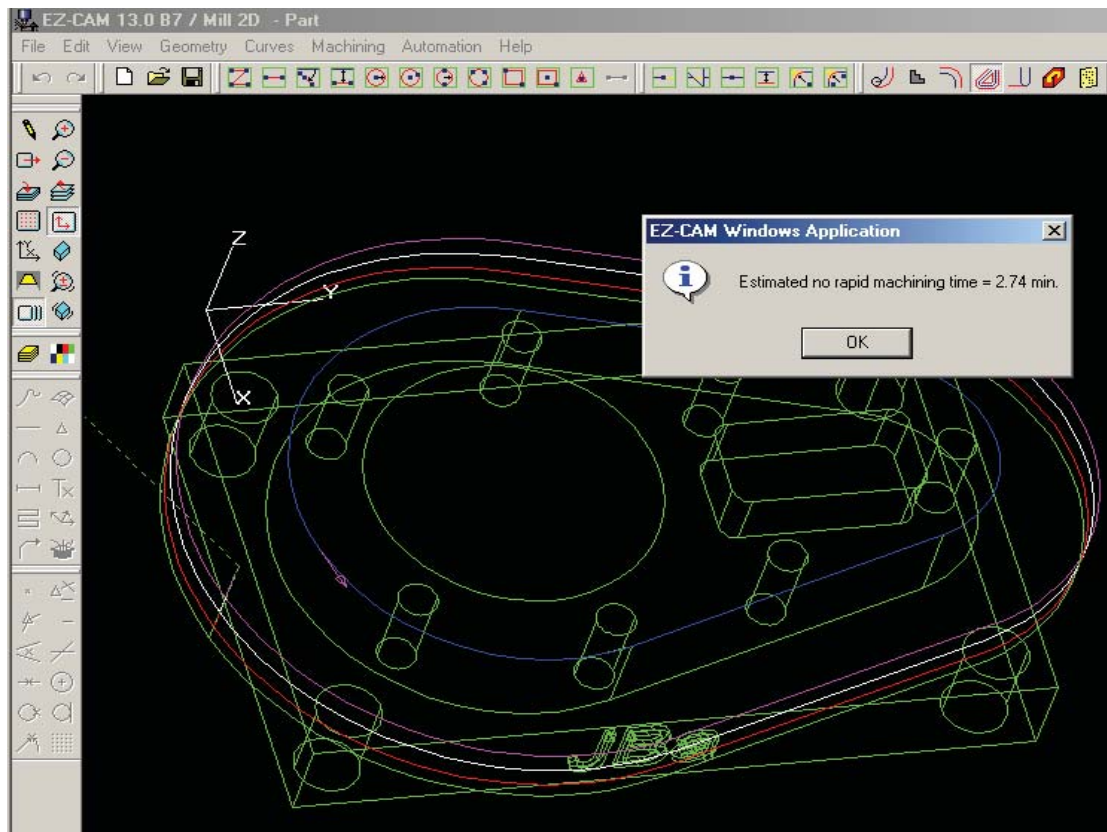 EZ-CAM 13.0 B7 / Mill 2D - Part
File Edit View Geometry Curves Machining Automation Help
Z
Y
X
EZ-CAM Windows Application
Estimated no rapid machining time = 2.74 min.
OK